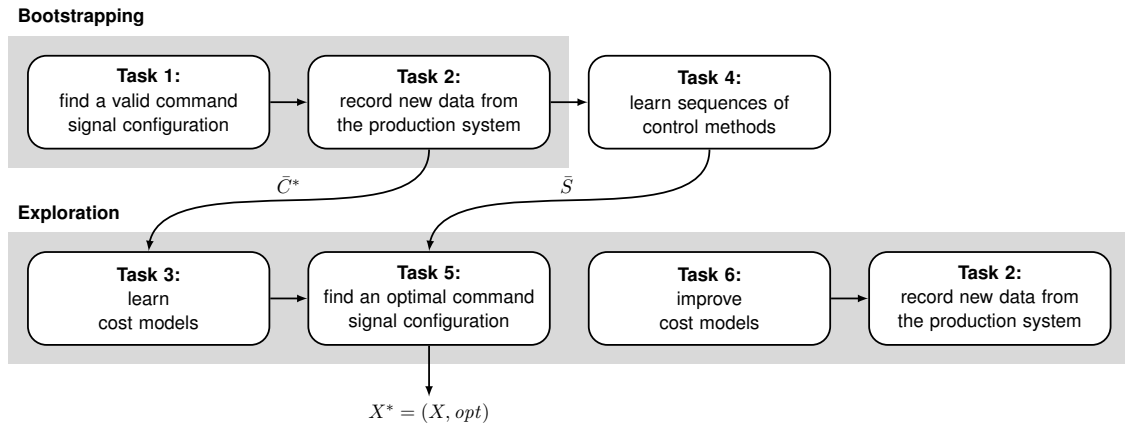 Bootstrapping
Task 1:
find a valid command
signal configuration
Task 2:
record new data from
the production system
Task 4:
learn sequences of
control methods
C̄*
S̄
Exploration
Task 3:
learn
cost models
Task 5:
find an optimal command
signal configuration
Task 6:
improve
cost models
Task 2:
record new data from
the production system
X* = (X, opt)